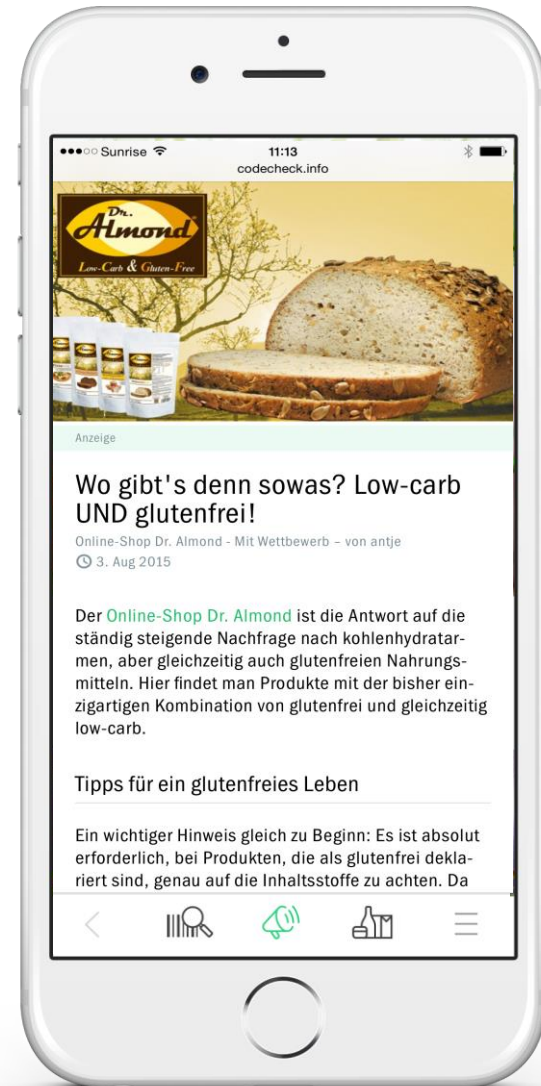 Sunrise
11:13
codecheck.info
Dr.
Almond
Low-Carb & Gluten-Free
Anzeige
Wo gibt's denn sowas? Low-carb
UND glutenfrei!
Online-Shop Dr. Almond - Mit Wettbewerb – von antje
3. Aug 2015
Der Online-Shop Dr. Almond ist die Antwort auf die
ständig steigende Nachfrage nach kohlenhydratar-
men, aber gleichzeitig auch glutenfreien Nahrungs-
mitteln. Hier findet man Produkte mit der bisher ein-
zigartigen Kombination von glutenfrei und gleichzeitig
low-carb.
Tipps für ein glutenfreies Leben
Ein wichtiger Hinweis gleich zu Beginn: Es ist absolut
erforderlich, bei Produkten, die als glutenfrei dekla-
riert sind, genau auf die Inhaltsstoffe zu achten. Da